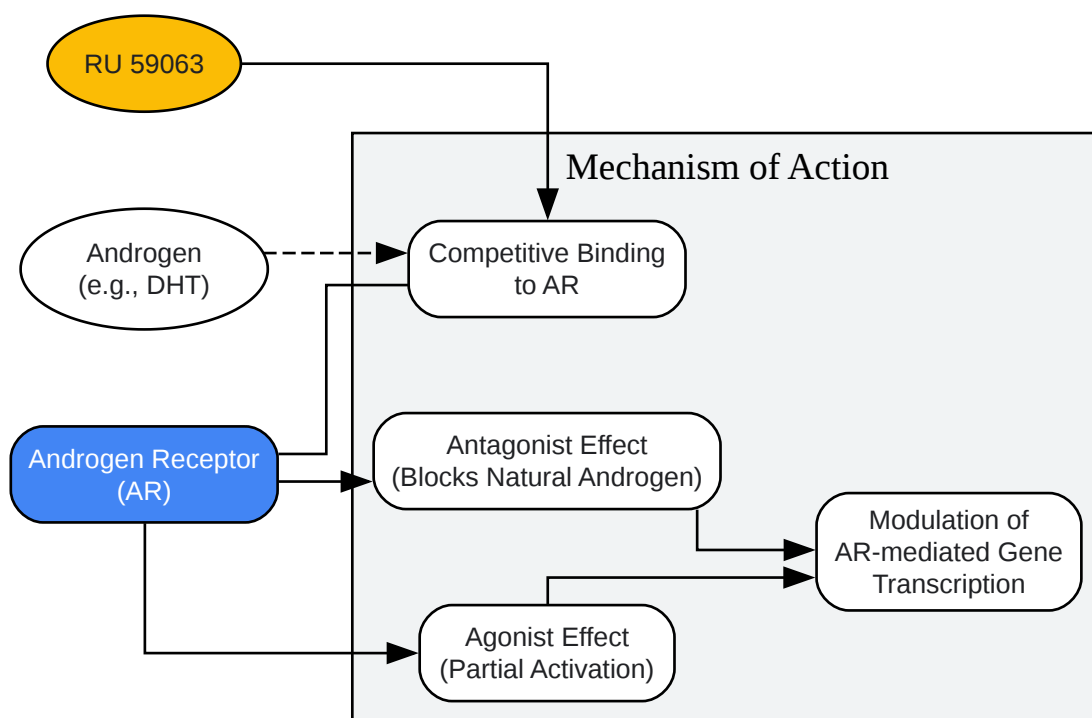 RU 59063
Mechanism of Action
Androgen
(e.g., DHT)
Competitive Binding
to AR
Androgen Receptor
(AR)
Antagonist Effect
(Blocks Natural Androgen)
Modulation of
AR-mediated Gene
Transcription
Agonist Effect
(Partial Activation)